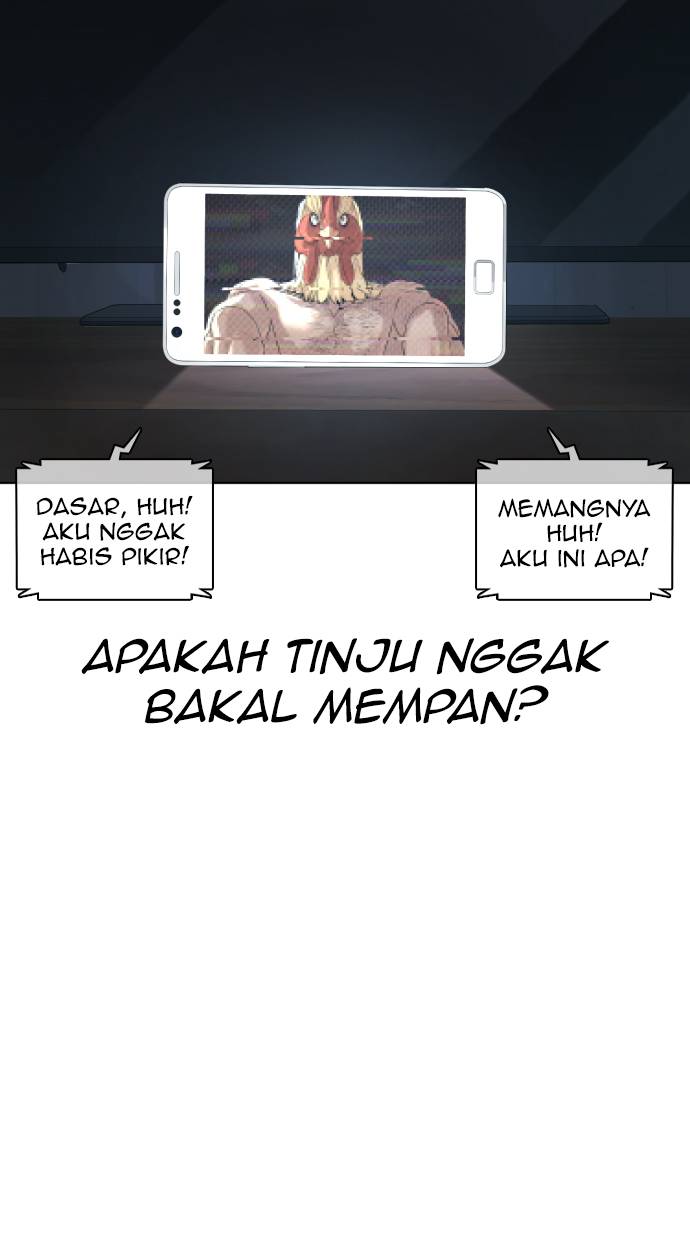 DASAR, HUH!
AKU NGGAK
HABIS PIKIR!
MEMANGNYA
HUH!
AKU INI APA!
APAKAH TINJU NGGAK
BAKAL MEMPAN?